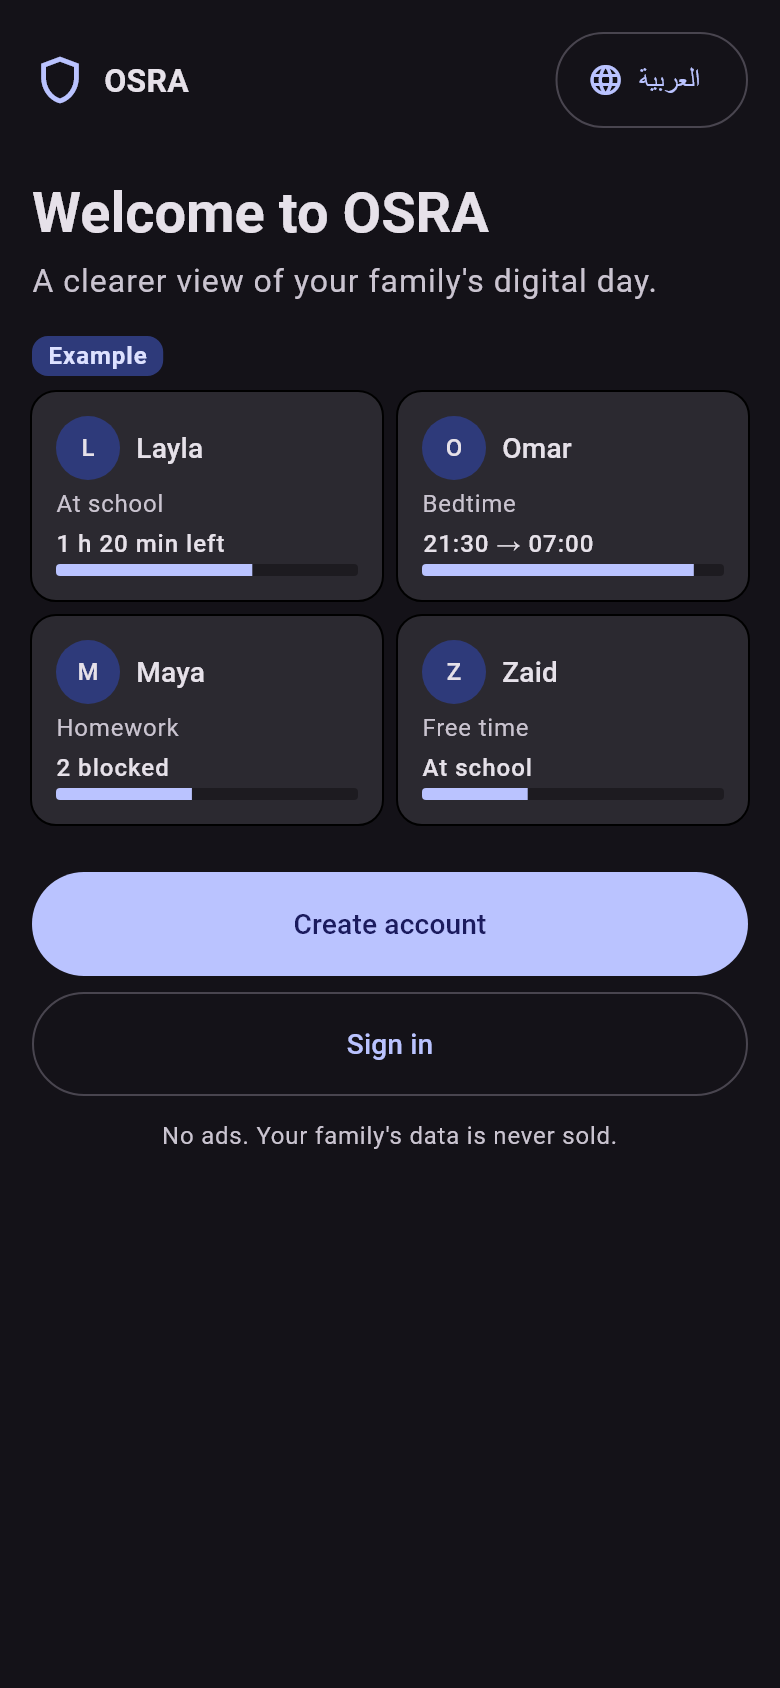 OSRA
العربية
Welcome to OSRA
A clearer view of your family's digital day.
Example
L
Layla
At school
1 h 20 min left
O
Omar
Bedtime
21:30 → 07:00
M
Maya
Homework
2 blocked
Z
Zaid
Free time
At school
Create account
Sign in
No ads. Your family's data is never sold.